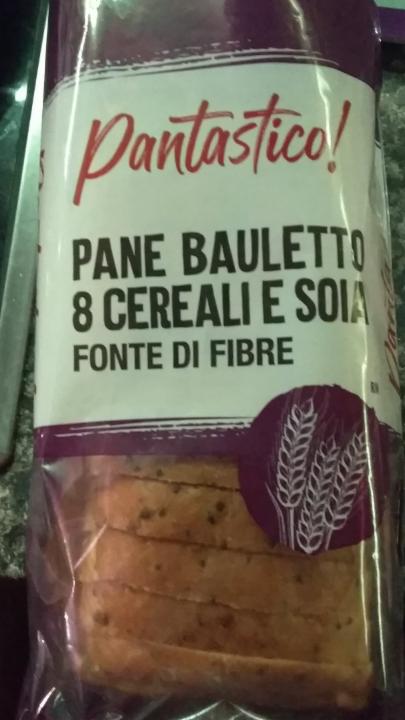 Pantastico!
PANE BAULETTO
8 CEREALI E SOIA
FONTE DI FIBRE